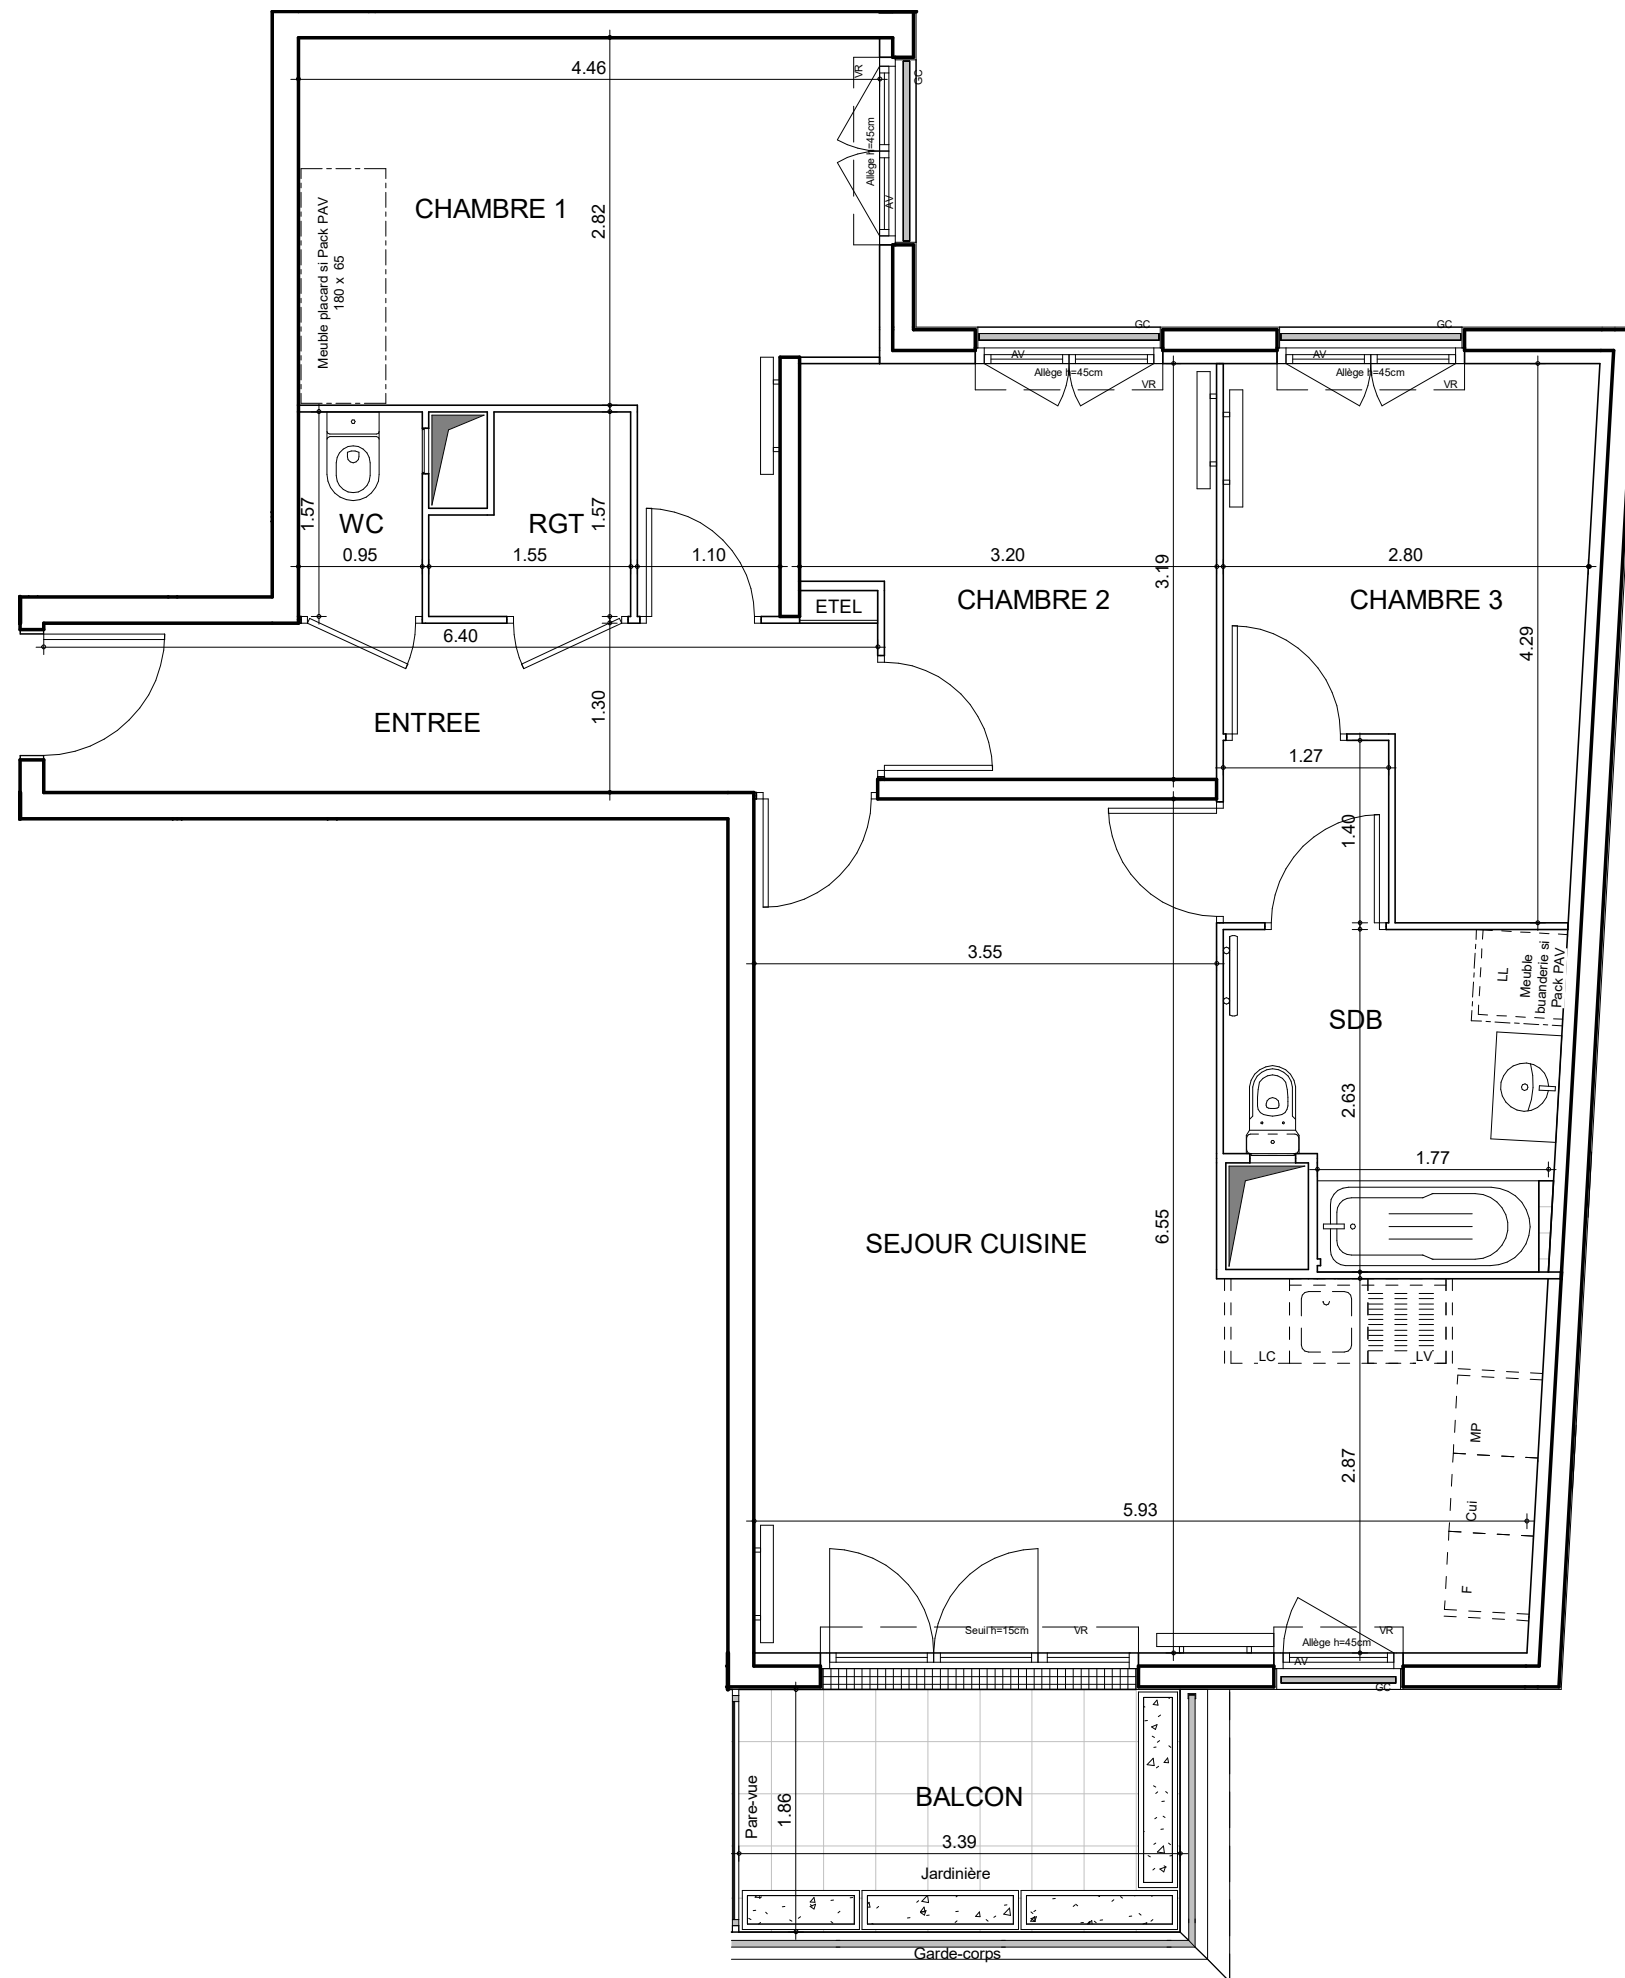 4.46
VR
GC
Allège h=45cm
AV
CHAMBRE 1
2.82
Meuble placard si Pack PAV
180 x 65
GC
AV
Allège h=45cm
VR
GC
AV
Allège h=45cm
VR
1.57
WC
0.95
RGT
1.57
1.55
1.10
3.20
3.19
2.80
ETEL
CHAMBRE 2
CHAMBRE 3
4.29
6.40
ENTREE
1.30
1.27
1.40
3.55
LL
Meuble
buanderie si
Pack PAV
SDB
2.63
1.77
SEJOUR CUISINE
6.55
LC
LV
MP
Cui
F
2.87
5.93
Seuil h=15cm
VR
Allège h=45cm
VR
AV
GC
Pare-vue
1.86
BALCON
3.39
Jardinière
Garde-corps